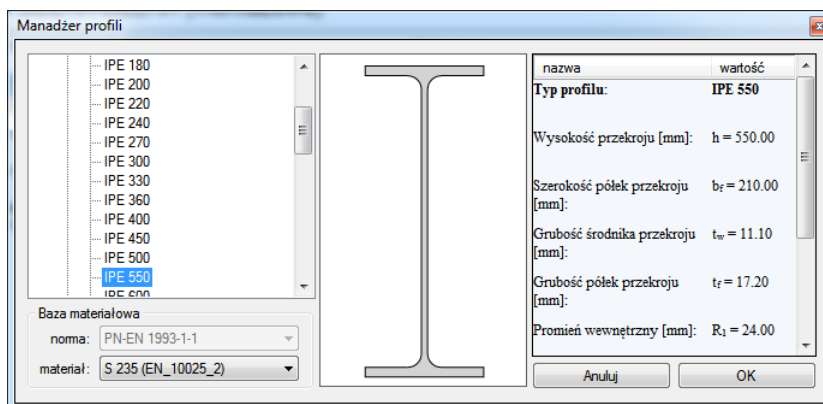 Manadżer profili
IPE 180
IPE 200
IPE 220
IPE 240
IPE 270
IPE 300
IPE 330
IPE 360
IPE 400
IPE 450
IPE 500
IPE 550
IPE 600
Baza materiałowa
norma: PN-EN 1993-1-1
materiał: S 235 (EN_10025_2)
nazwa wartość
Typ profilu: IPE 550
Wysokość przekroju [mm]: h = 550.00
Szerokość półek przekroju
[mm]: bf = 210.00
Grubość środnika przekroju
[mm]: tw = 11.10
Grubość półek przekroju
[mm]: tf = 17.20
Promień wewnętrzny [mm]: R1 = 24.00
Anuluj OK